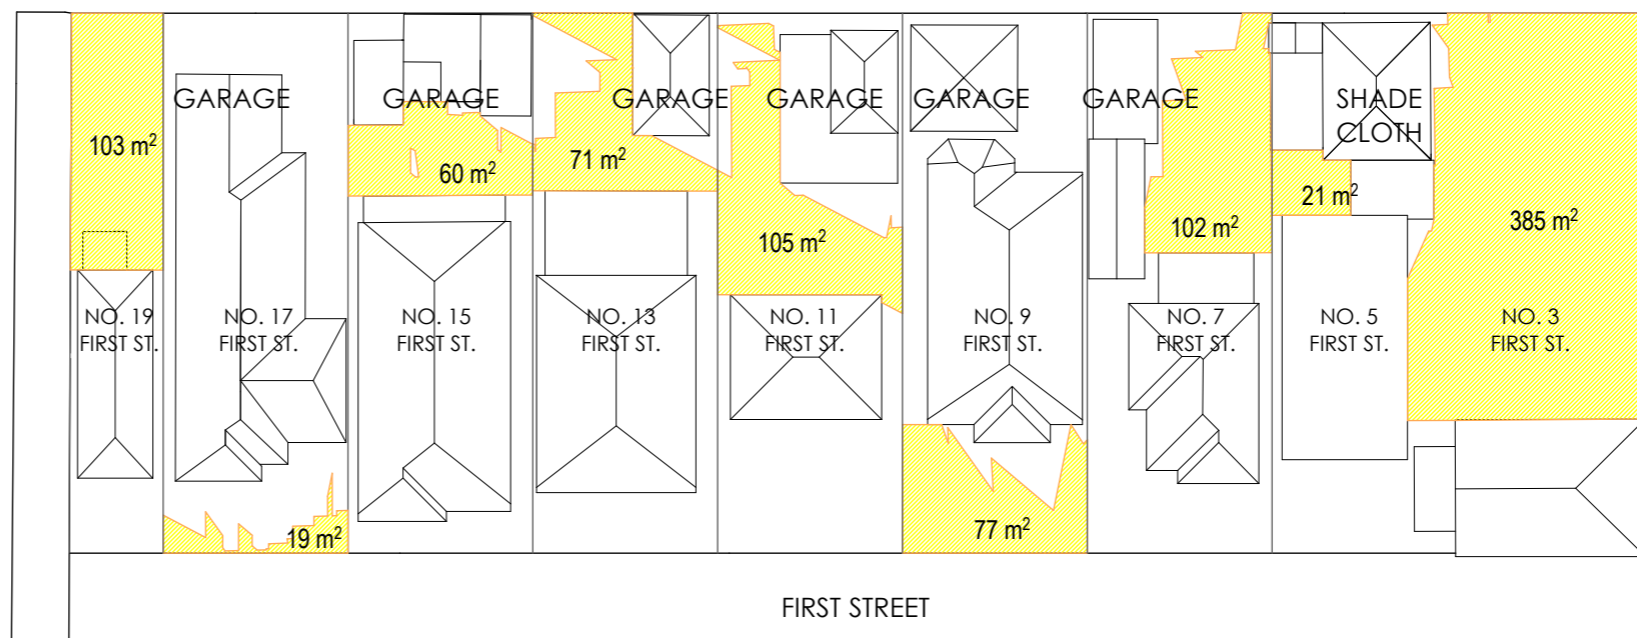 GARAGE
GARAGE
GARAGE
GARAGE
GARAGE
GARAGE
SHADE
CLOTH
103 m²
60 m²
71 m²
105 m²
102 m²
21 m²
385 m²
NO. 19
FIRST ST.
NO. 17
FIRST ST.
NO. 15
FIRST ST.
NO. 13
FIRST ST.
NO. 11
FIRST ST.
NO. 9
FIRST ST.
NO. 7
FIRST ST.
NO. 5
FIRST ST.
NO. 3
FIRST ST.
19 m²
77 m²
FIRST STREET